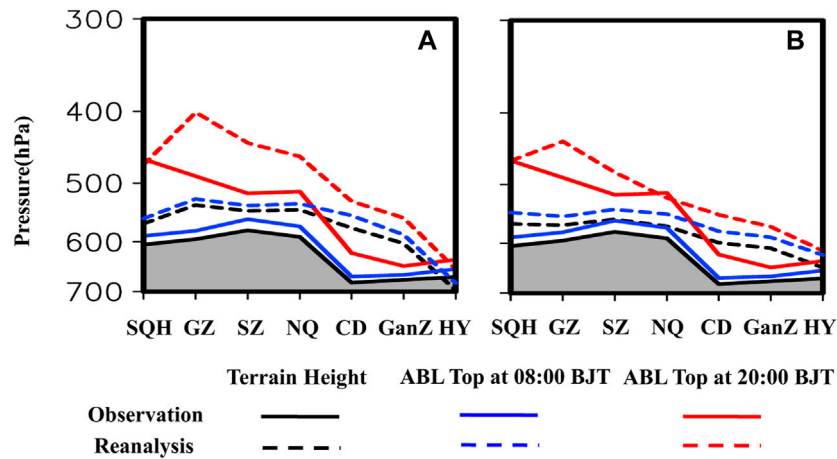 300
400
500
600
700
Pressure(hPa)
A
B
SQH GZ SZ NQ CD GanZ HY
SQH GZ SZ NQ CD GanZ HY
Terrain Height ABL Top at 08:00 BJT ABL Top at 20:00 BJT
Observation
Reanalysis